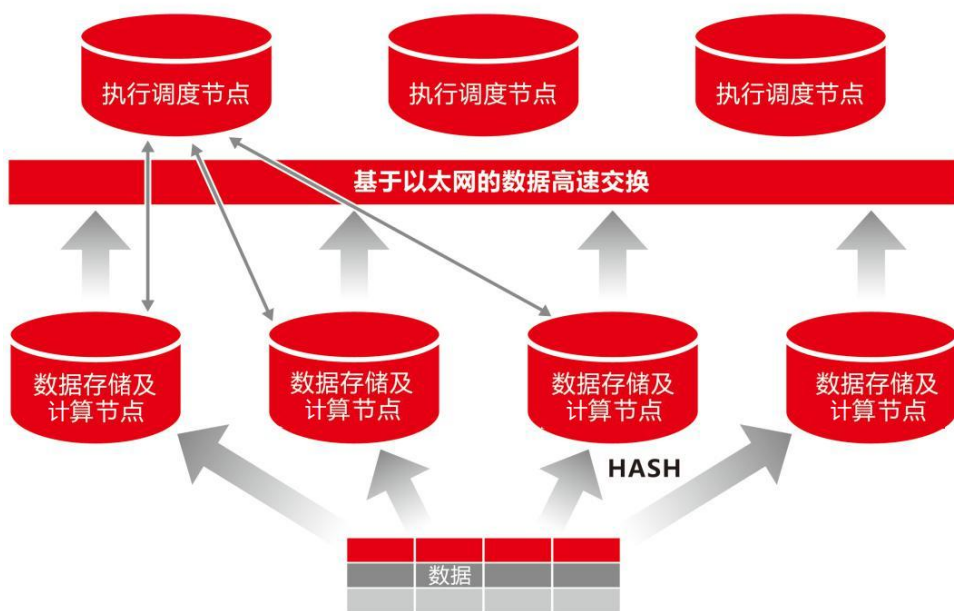 执行调度节点
执行调度节点
执行调度节点
基于以太网的数据高速交换
数据存储及
计算节点
数据存储及
计算节点
数据存储及
计算节点
数据存储及
计算节点
HASH
数据